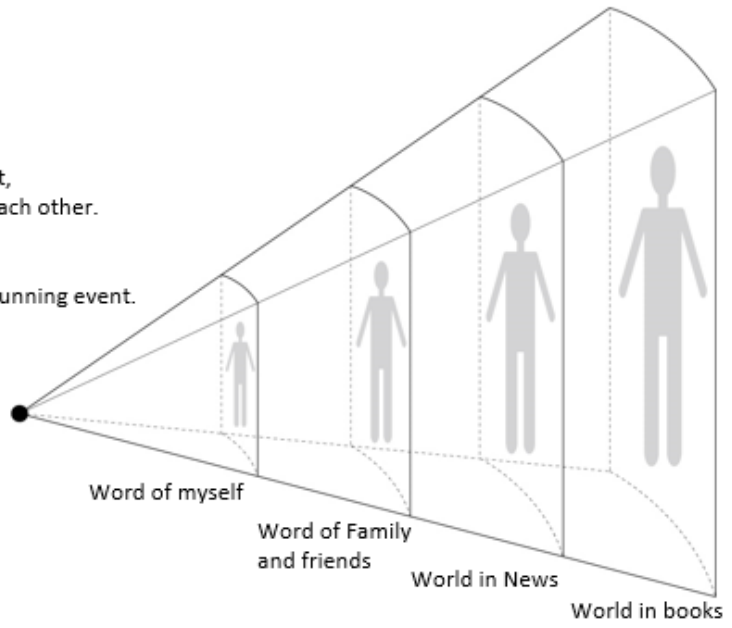 t,
ach other.
unning event.
Word of myself
Word of Family
and friends
World in News
World in books